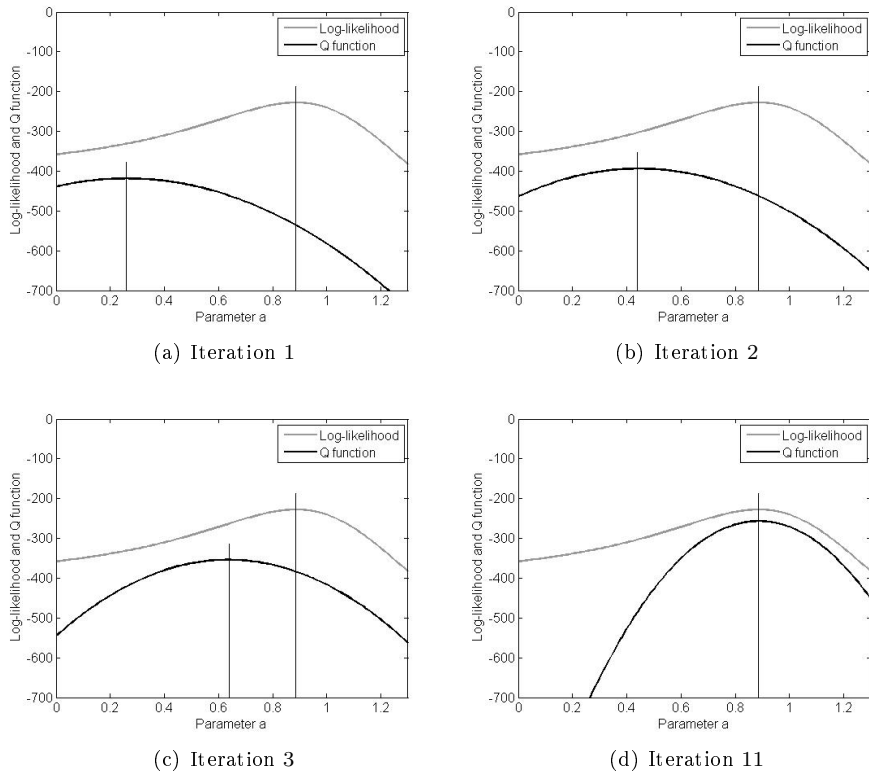 0
-100
-200
-300
-400
-500
-600
-700
Log-likelihood and Q function
Log-likelihood
Q function
0 0.2 0.4 0.6 0.8 1 1.2
Parameter a
(a) Iteration 1
0
-100
-200
-300
-400
-500
-600
-700
Log-likelihood and Q function
Log-likelihood
Q function
0 0.2 0.4 0.6 0.8 1 1.2
Parameter a
(b) Iteration 2
0
-100
-200
-300
-400
-500
-600
-700
Log-likelihood and Q function
Log-likelihood
Q function
0 0.2 0.4 0.6 0.8 1 1.2
Parameter a
(c) Iteration 3
0
-100
-200
-300
-400
-500
-600
-700
Log-likelihood and Q function
Log-likelihood
Q function
0 0.2 0.4 0.6 0.8 1 1.2
Parameter a
(d) Iteration 11